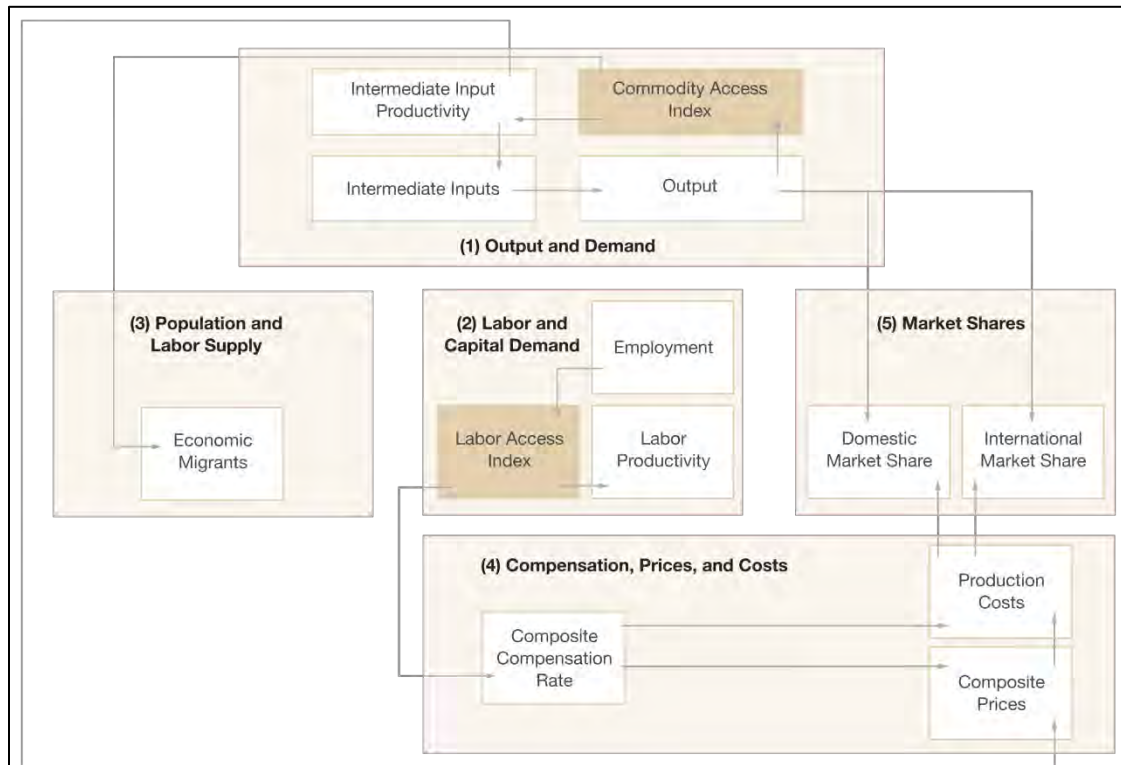 Intermediate Input
Productivity
Commodity Access
Index
Intermediate Inputs
Output
(1) Output and Demand
(3) Population and
Labor Supply
Economic
Migrants
(2) Labor and
Capital Demand
Employment
Labor Access
Index
Labor
Productivity
(5) Market Shares
Domestic
Market Share
International
Market Share
(4) Compensation, Prices, and Costs
Production
Costs
Composite
Compensation
Rate
Composite
Prices